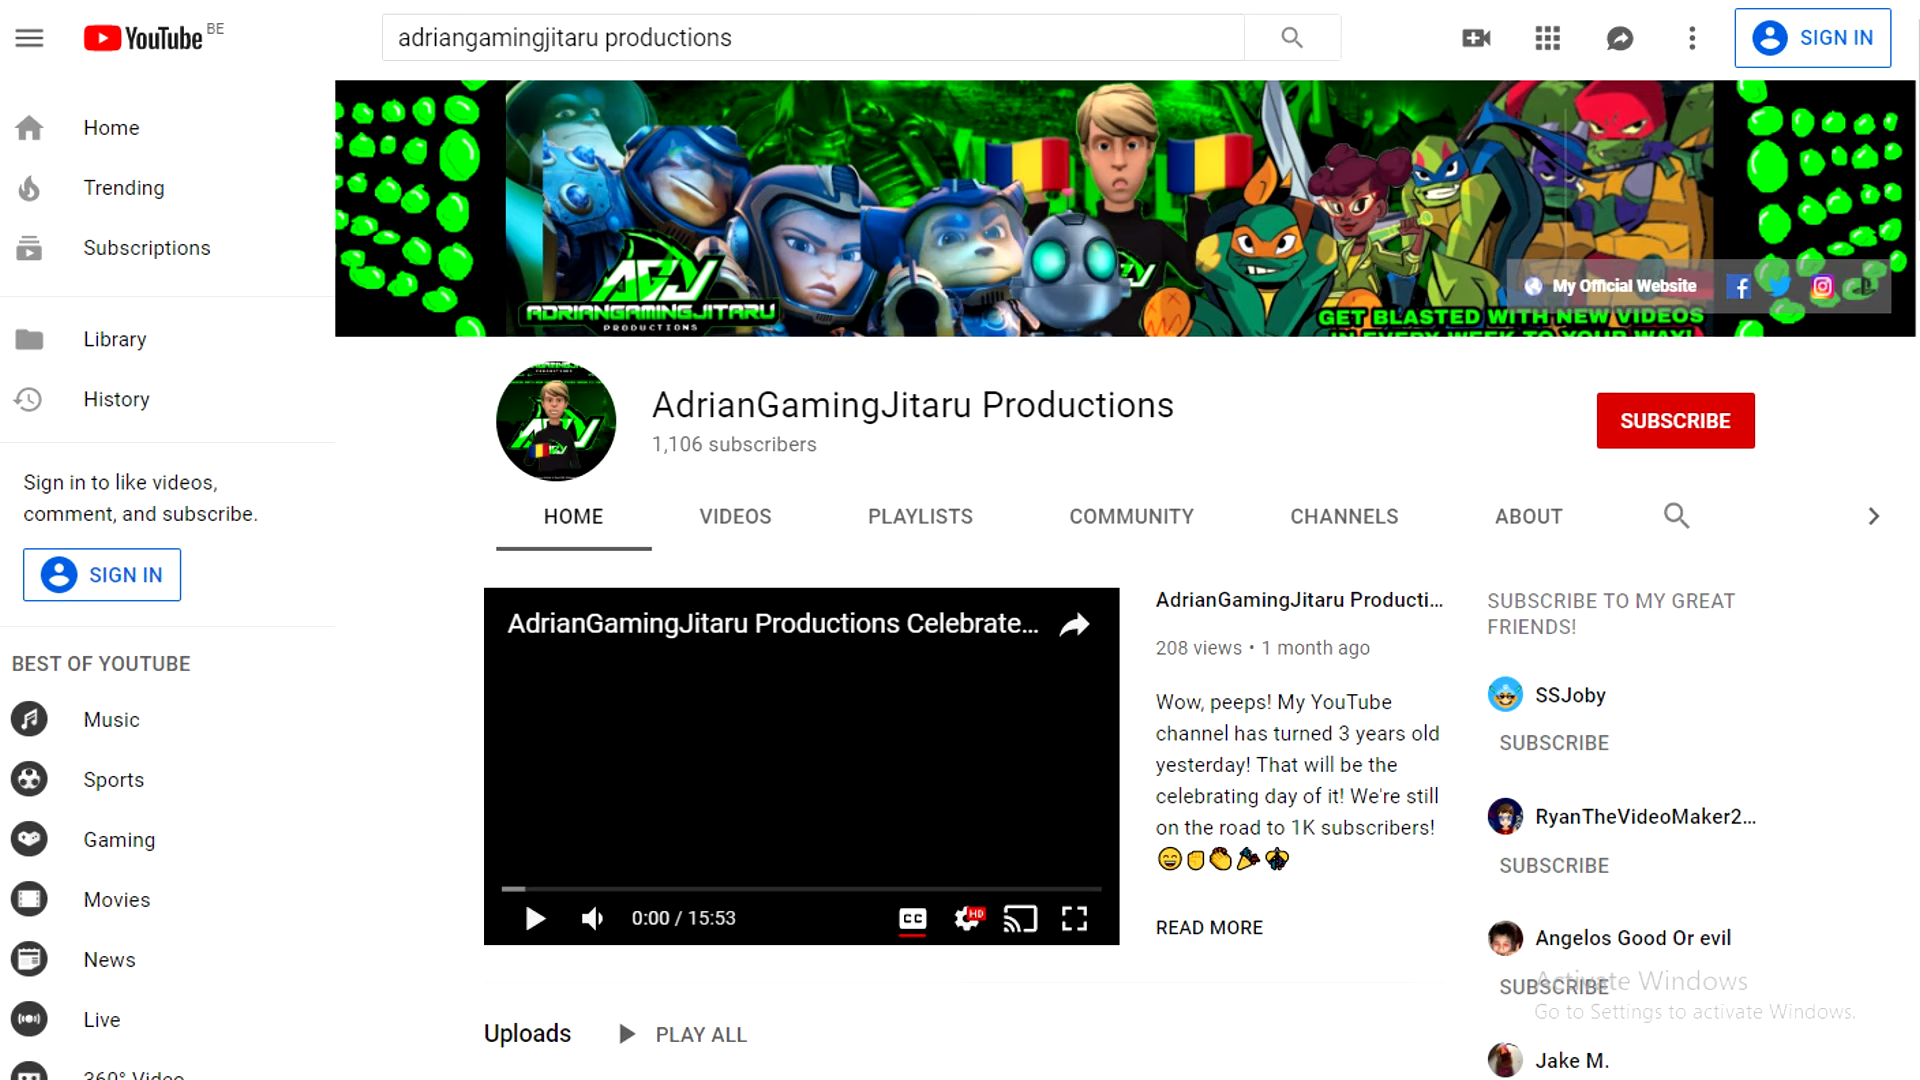 YouTube BE
adriangamingjitaru productions
SIGN IN
Home
Trending
Subscriptions
Library
History
Sign in to like videos,
comment, and subscribe.
SIGN IN
BEST OF YOUTUBE
Music
Sports
Gaming
Movies
News
Live
360° Video
AGJ
ADRIANGAMINGJITARU
PRODUCTIONS
GET BLASTED WITH NEW VIDEOS
IN EVERY WEEK TO YOUR WAY!
My Official Website
AdrianGamingJitaru Productions
1,106 subscribers
SUBSCRIBE
HOME
VIDEOS
PLAYLISTS
COMMUNITY
CHANNELS
ABOUT
AdrianGamingJitaru Productions Celebrate...
0:00 / 15:53
CC
HD
AdrianGamingJitaru Producti...
208 views • 1 month ago
Wow, peeps! My YouTube
channel has turned 3 years old
yesterday! That will be the
celebrating day of it! We're still
on the road to 1K subscribers!
READ MORE
SUBSCRIBE TO MY GREAT
FRIENDS!
SSJoby
SUBSCRIBE
RyanTheVideoMaker2...
SUBSCRIBE
Angelos Good Or evil
SUBSCRIBE
Jake M.
Activate Windows
Go to Settings to activate Windows.
Uploads
PLAY ALL